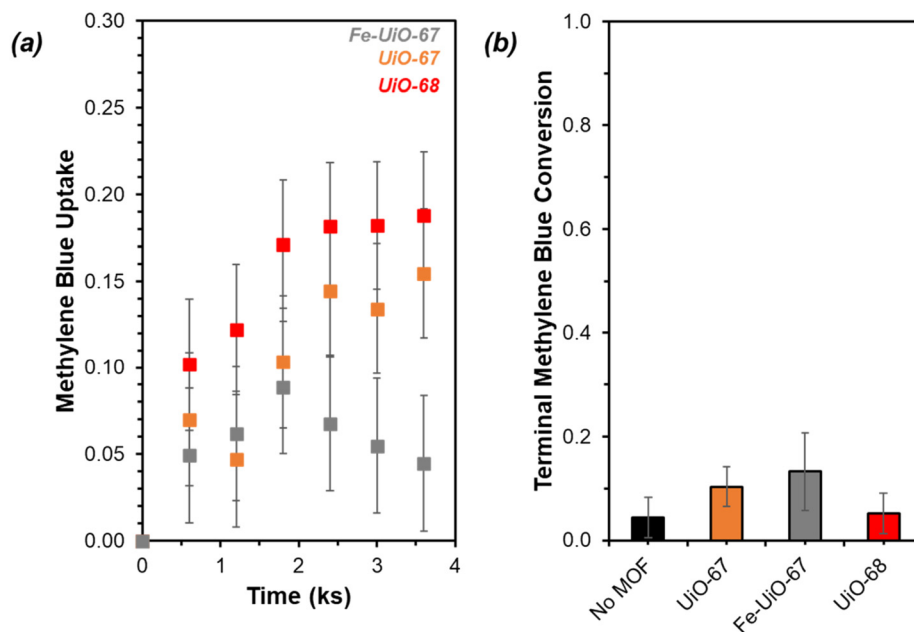 (a)
Methylene Blue Uptake
0.30
0.25
0.20
0.15
0.10
0.05
0.00
Fe-UiO-67
UiO-67
UiO-68
0 1 2 3 4
Time (ks)
(b)
Terminal Methylene Blue Conversion
1.0
0.8
0.6
0.4
0.2
0.0
No MOF
UiO-67
Fe-UiO-67
UiO-68